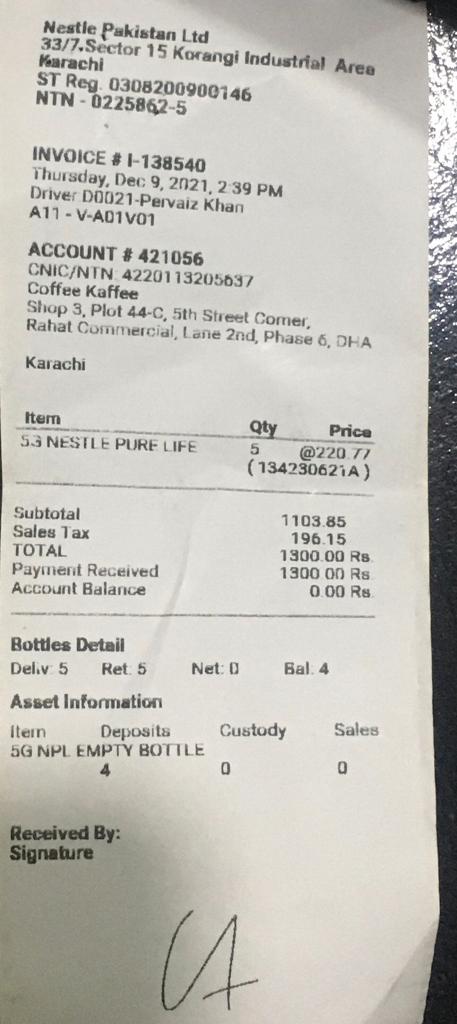 Nestle Pakistan Ltd
33/7.Sector 15 Korangi Industrial Area
Karachi
ST Reg. 0308200900146
NTN - 0225862-5
INVOICE # I-138540
Thursday, Dec 9, 2021, 2:39 PM
Driver D0021-Pervaiz Khan
A11 - V-A01V01
ACCOUNT # 421056
CNIC/NTN: 4220113205637
Coffee Kaffee
Shop 3, Plot 44-C, 5th Street Corner,
Rahat Commercial, Lane 2nd, Phase 6, DHA
Karachi
Item Qty Price
5G NESTLE PURE LIFE 5 @220.77
(134230621A)
Subtotal 1103.85
Sales Tax 196.15
TOTAL 1300.00 Rs.
Payment Received 1300.00 Rs.
Account Balance 0.00 Rs.
Bottles Detail
Deliv: 5 Ret: 5 Net: 0 Bal: 4
Asset Information
Item Deposits Custody Sales
5G NPL EMPTY BOTTLE
4 0 0
Received By:
Signature